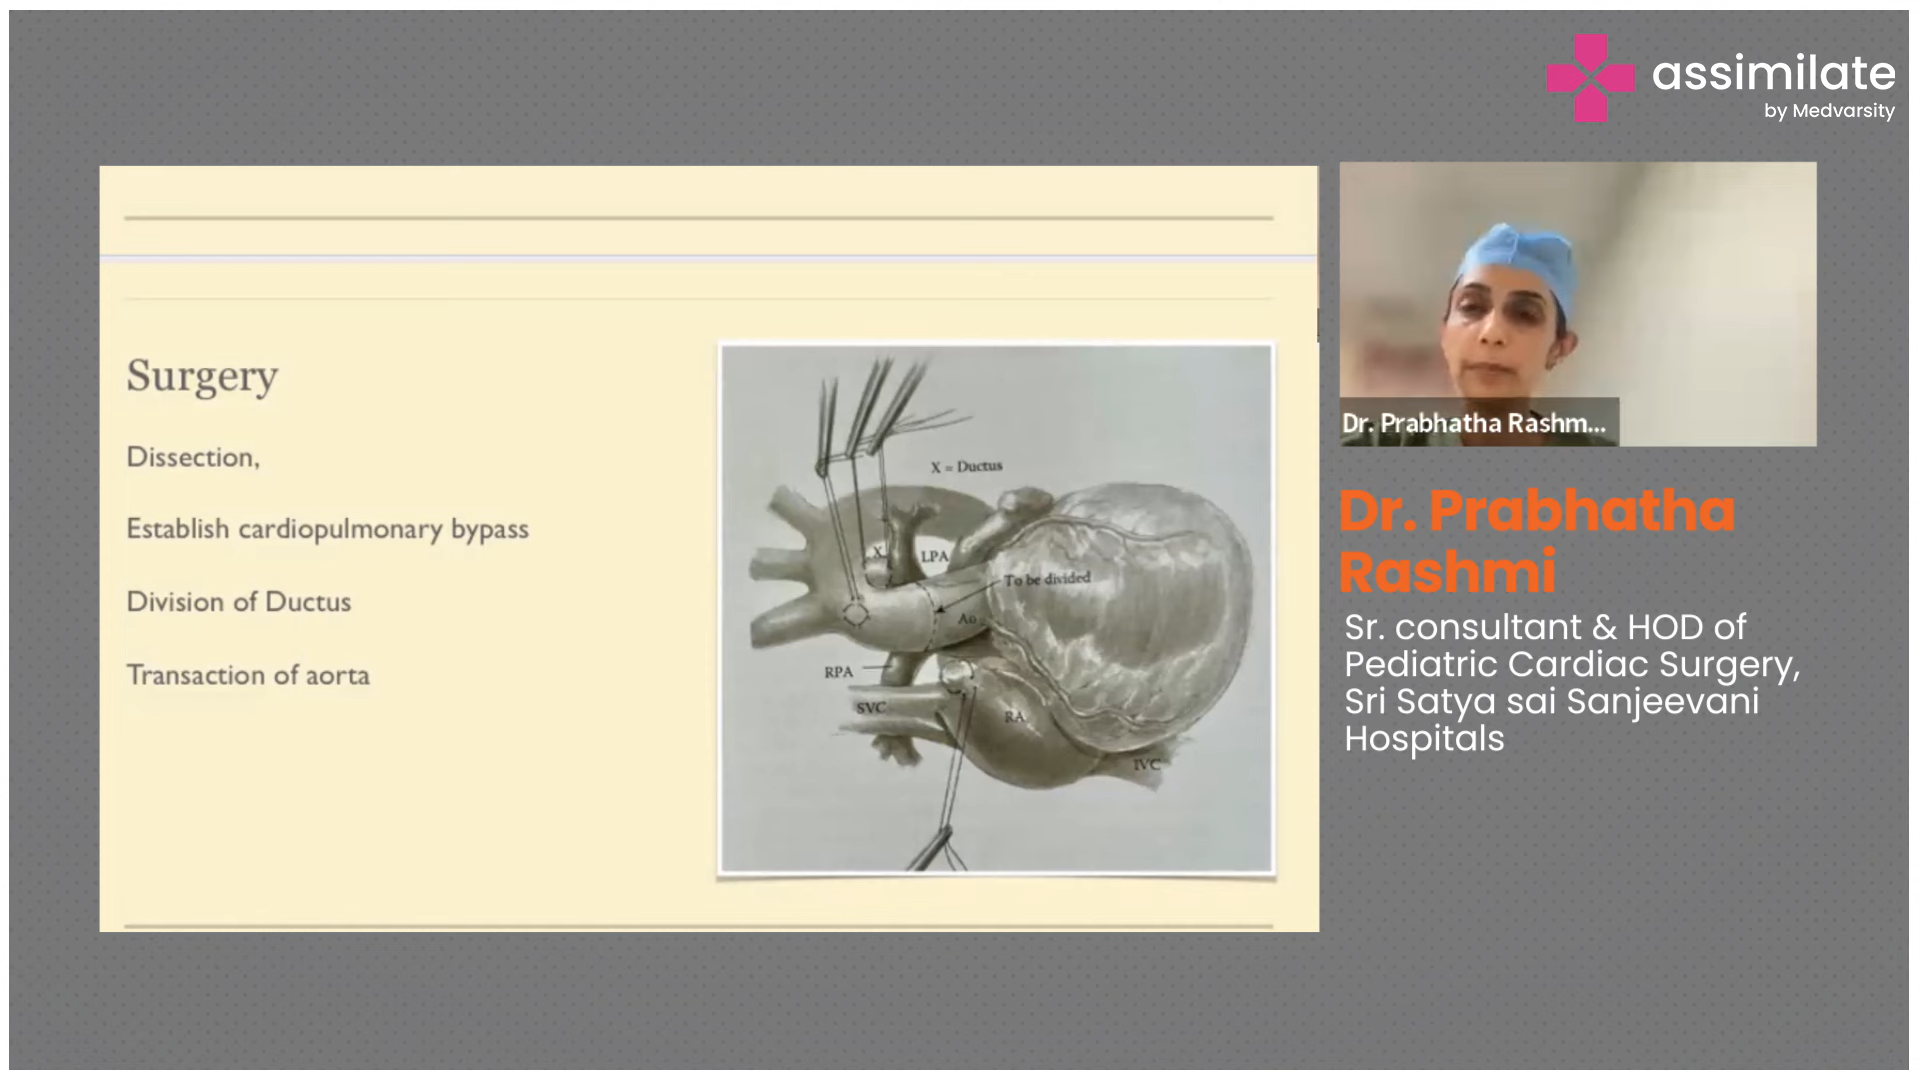 assimilate
by Medvarsity
Surgery
Dissection,
Establish cardiopulmonary bypass
Division of Ductus
Transaction of aorta
X = Ductus
X
LPA
To be divided
Ao
RPA
SVC
RA
IVC
Dr. Prabhatha Rashm...
Dr. Prabhatha
Rashmi
Sr. consultant & HOD of
Pediatric Cardiac Surgery,
Sri Satya sai Sanjeevani
Hospitals